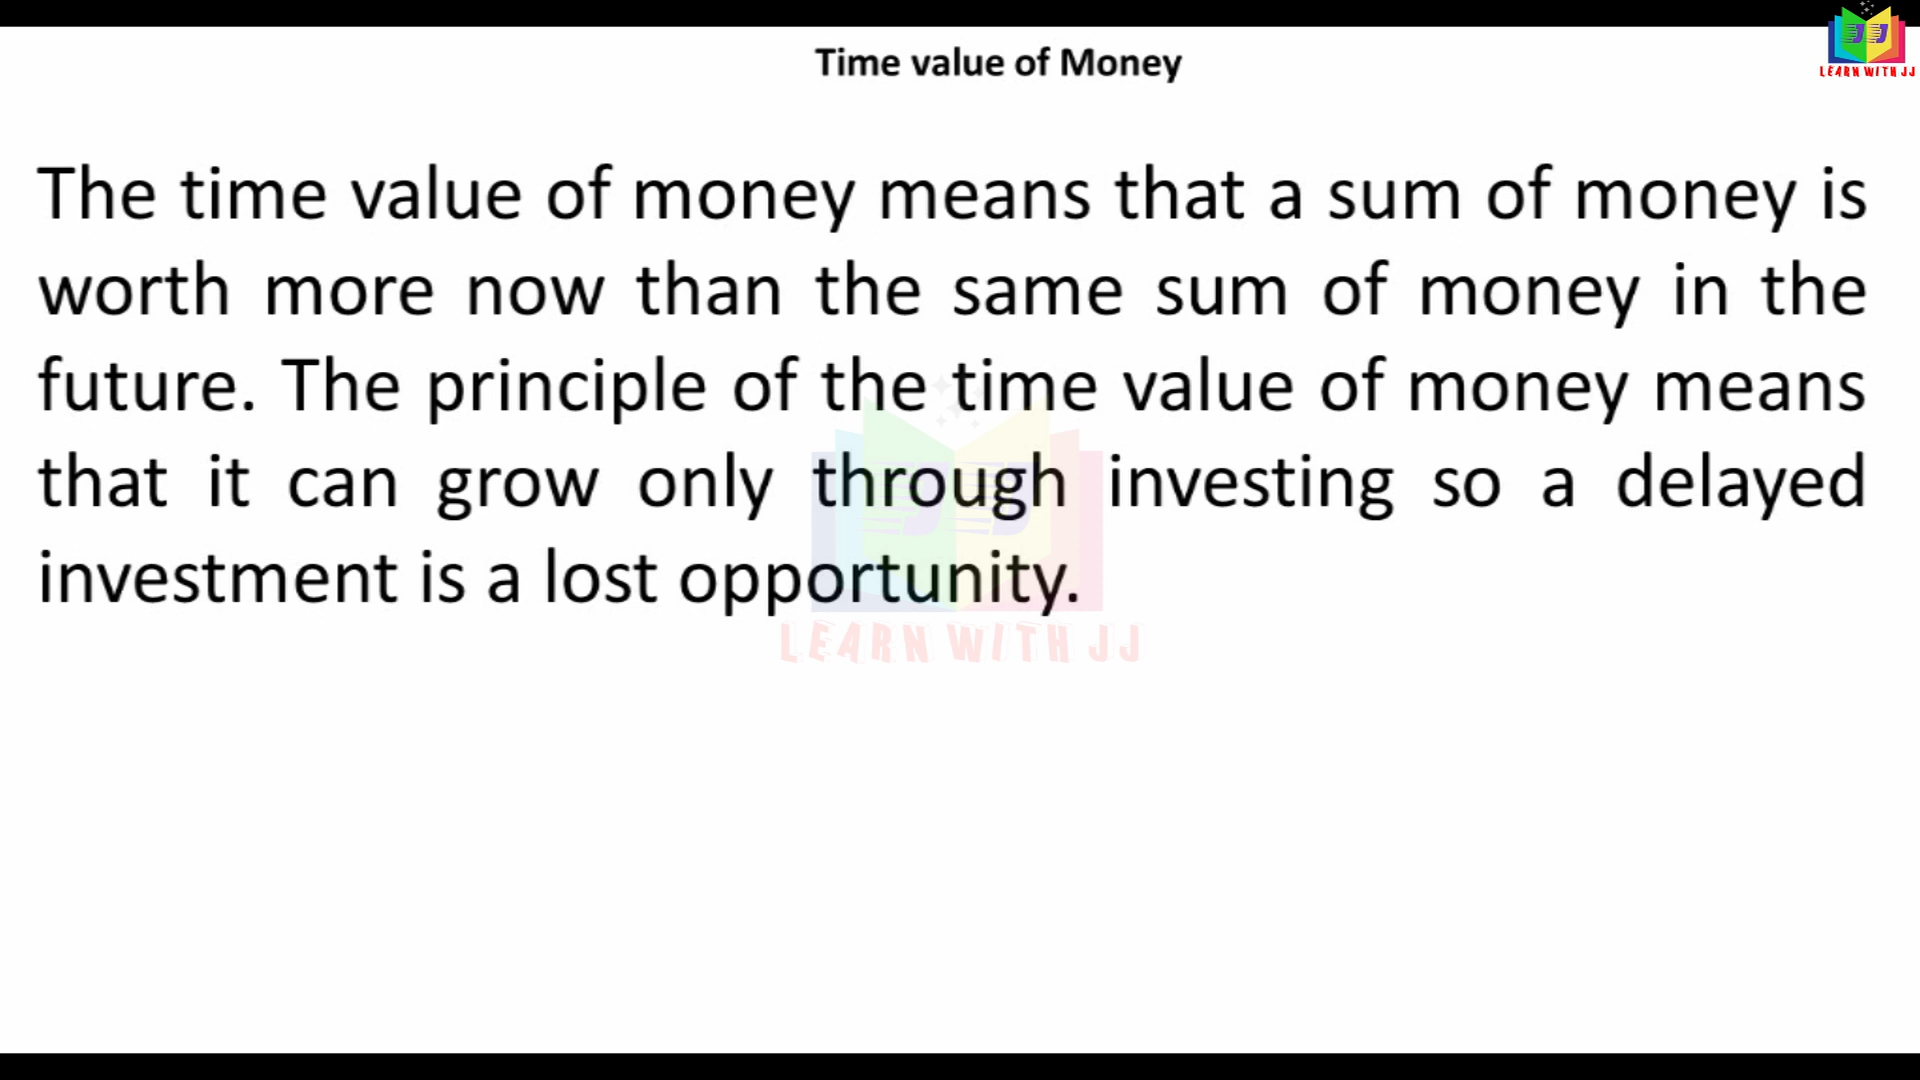 Time value of Money
LEARN WITH JJ
The time value of money means that a sum of money is
worth more now than the same sum of money in the
future. The principle of the time value of money means
that it can grow only through investing so a delayed
investment is a lost opportunity.
LEARN WITH JJ